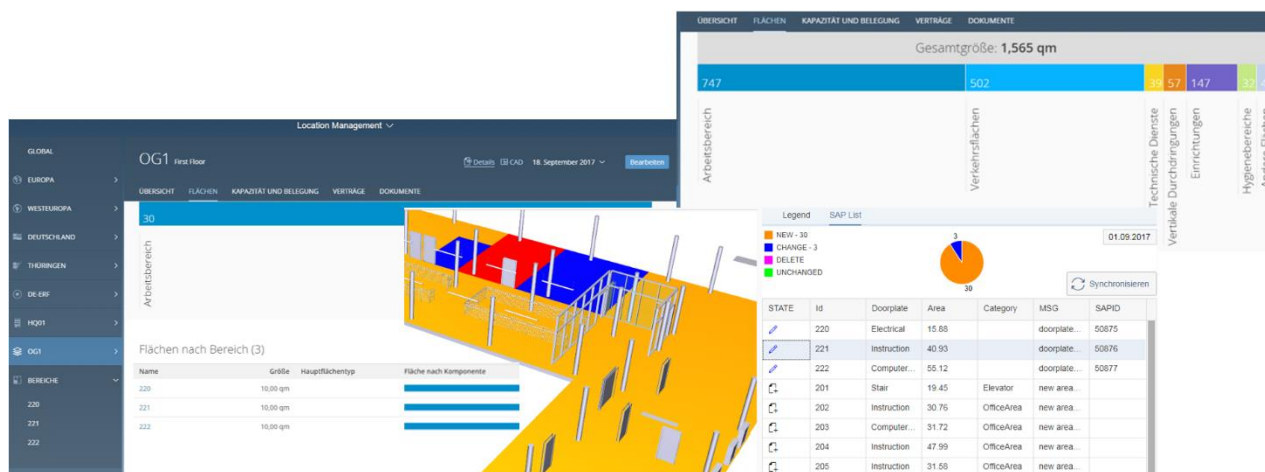 ÜBERSICHT FLÄCHEN KAPAZITÄT UND BELEGUNG VERTRÄGE DOKUMENTE
Gesamtgröße: 1,565 qm
747 502 39 57 147 32
Arbeitsbereich
Verkehrsflächen
Technische Dienste
Vertikale Durchdringungen
Einrichtungen
Hygienebereiche
Location Management
GLOBAL
EUROPA
WESTEUROPA
DEUTSCHLAND
THÜRINGEN
DE-ERF
HQ01
OG1
BEREICHE
220
221
222
OG1 First Floor
Details CAD 18. September 2017 Bearbeiten
ÜBERSICHT FLÄCHEN KAPAZITÄT UND BELEGUNG VERTRÄGE DOKUMENTE
30
Arbeitsbereich
Flächen nach Bereich (3)
Name Größe Hauptflächentyp Fläche nach Komponente
220 10,00 qm
221 10,00 qm
222 10,00 qm
Legend SAP List
NEW - 30
CHANGE - 3
DELETE
UNCHANGED
3
30
01.09.2017
Synchronisieren
STATE Id Doorplate Area Category MSG SAPID
220 Electrical 15.88 doorplate... 50875
221 Instruction 40.93 doorplate... 50876
222 Computer... 55.12 doorplate... 50877
201 Stair 19.45 Elevator new area...
202 Instruction 30.76 OfficeArea new area...
203 Computer... 31.72 OfficeArea new area...
204 Instruction 47.99 OfficeArea new area...
205 Instruction 31.58 OfficeArea new area...